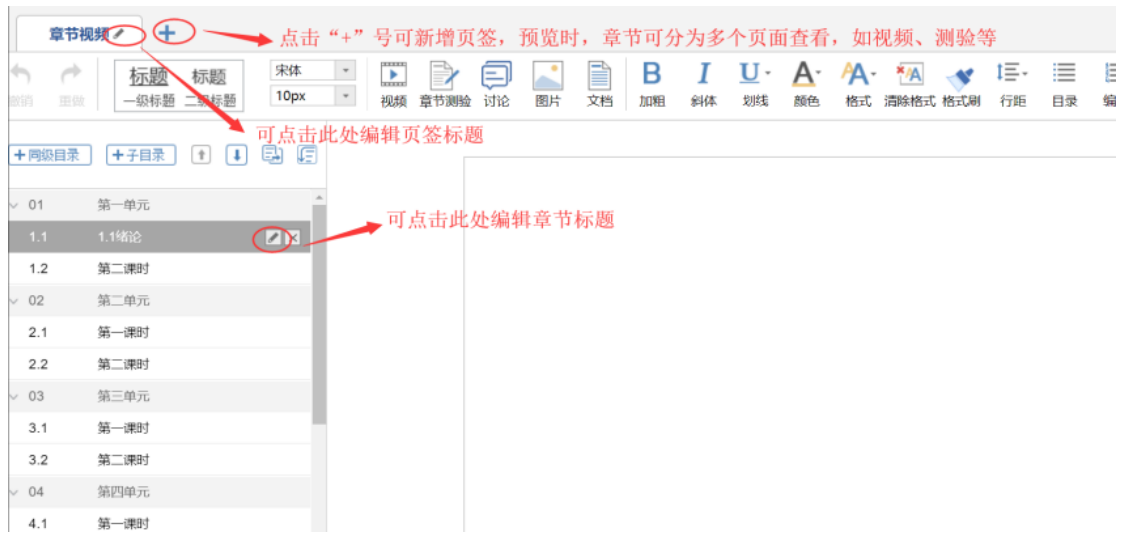 章节视频
点击“+”号可新增页签，预览时，章节可分为多个页面查看，如视频、测验等
撤销 重做 标题 一级标题 标题 二级标题 宋体 10px 视频 章节测验 讨论 图片 文档 B 加粗 I 斜体 U 划线 A 颜色 格式 清除格式 格式刷 行距 目录 编
可点击此处编辑页签标题
+同级目录 +子目录
01 第一单元
可点击此处编辑章节标题
1.1 1.1绪论
1.2 第二课时
02 第二单元
2.1 第一课时
2.2 第二课时
03 第三单元
3.1 第一课时
3.2 第二课时
04 第四单元
4.1 第一课时